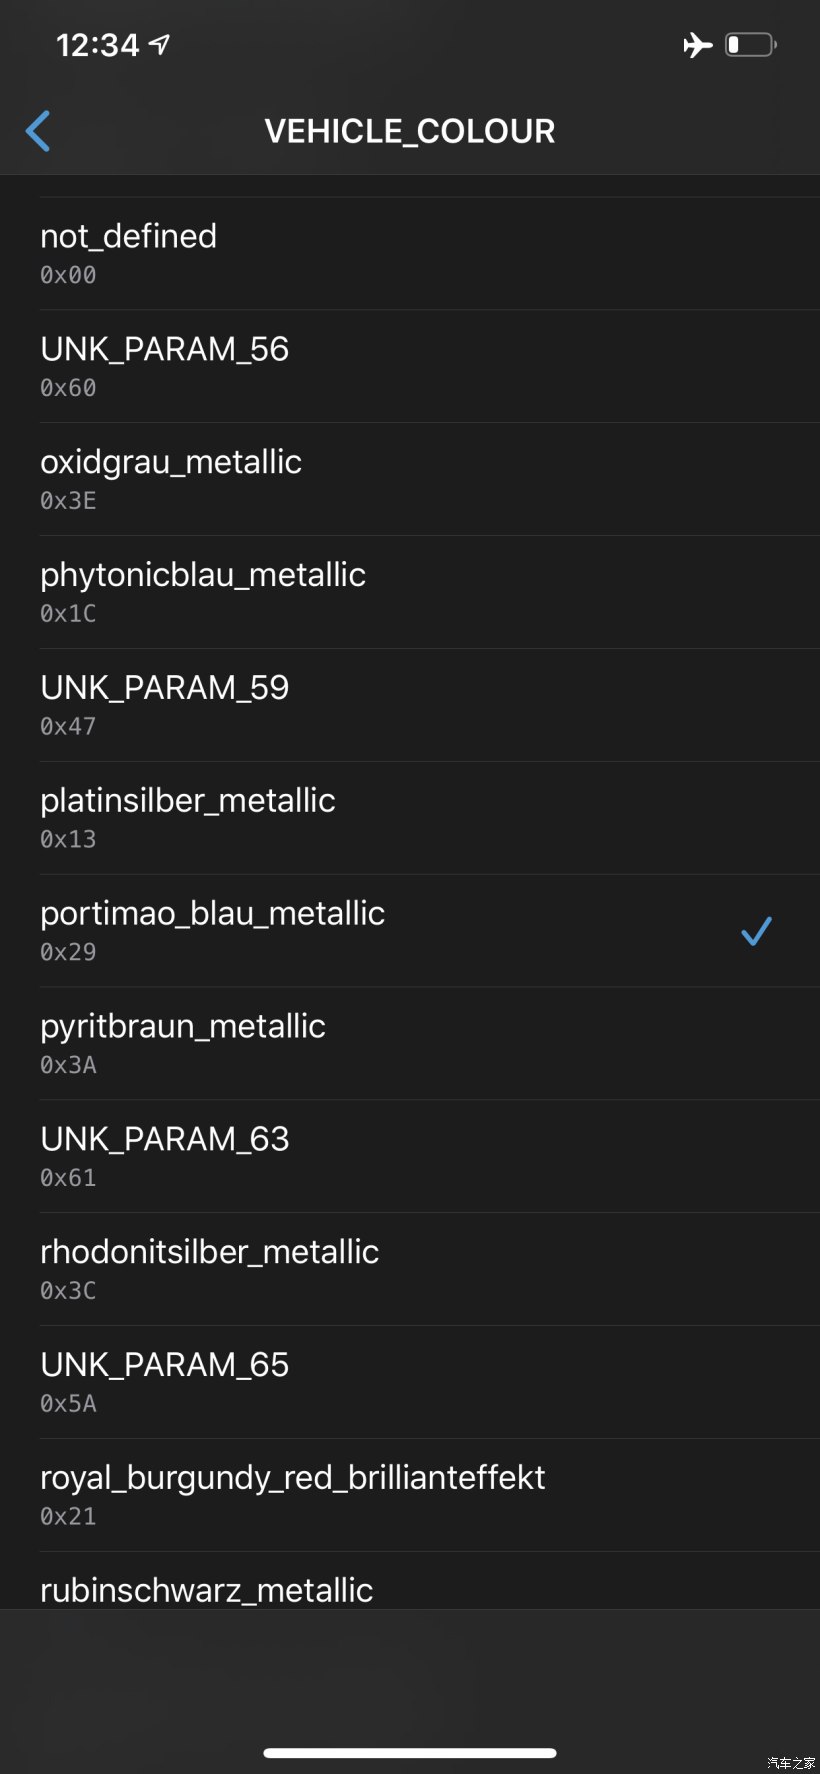 12:34
VEHICLE_COLOUR
not_defined
0x00
UNK_PARAM_56
0x60
oxidgrau_metallic
0x3E
phytonicblau_metallic
0x1C
UNK_PARAM_59
0x47
platinsilber_metallic
0x13
portimao_blau_metallic
0x29
pyritbraun_metallic
0x3A
UNK_PARAM_63
0x61
rhodonitsilber_metallic
0x3C
UNK_PARAM_65
0x5A
royal_burgundy_red_brillianteffekt
0x21
rubinschwarz_metallic
汽车之家